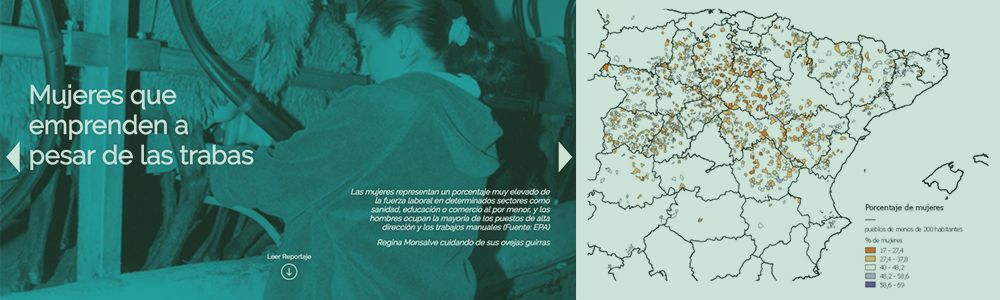 Mujeres que
emprenden a
pesar de las trabas
Las mujeres representan un porcentaje muy elevado de
la fuerza laboral en determinados sectores como
sanidad, educación o comercio al por menor, y los
hombres ocupan la mayoría de los puestos de alta
dirección y los trabajos manuales (Fuente: EPA)
Regina Monsalve cuidando de sus ovejas guirras
Leer Reportaje
Porcentaje de mujeres
pueblos de menos de 200 habitantes
% de mujeres
17 - 27,4
27,4 - 37,8
40 - 48,2
48,2 - 58,6
58,6 - 69